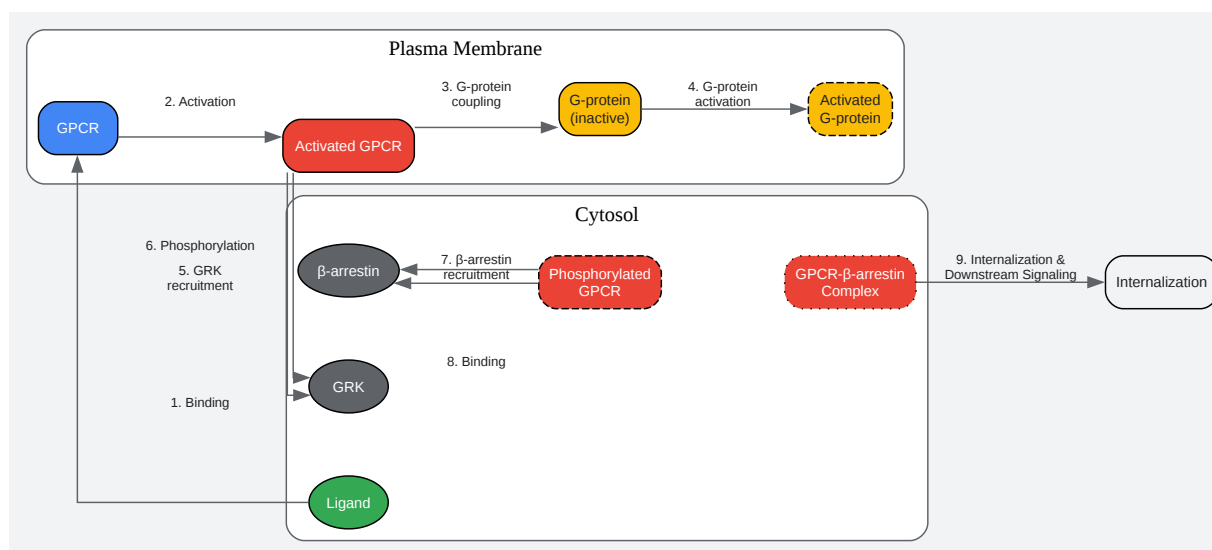 Plasma Membrane
GPCR
2. Activation
Activated GPCR
3. G-protein
coupling
G-protein
(inactive)
4. G-protein
activation
Activated
G-protein
Cytosol
6. Phosphorylation
5. GRK
recruitment
β-arrestin
7. β-arrestin
recruitment
Phosphorylated
GPCR
GPCR-β-arrestin
Complex
9. Internalization &
Downstream Signaling
Internalization
8. Binding
GRK
1. Binding
Ligand